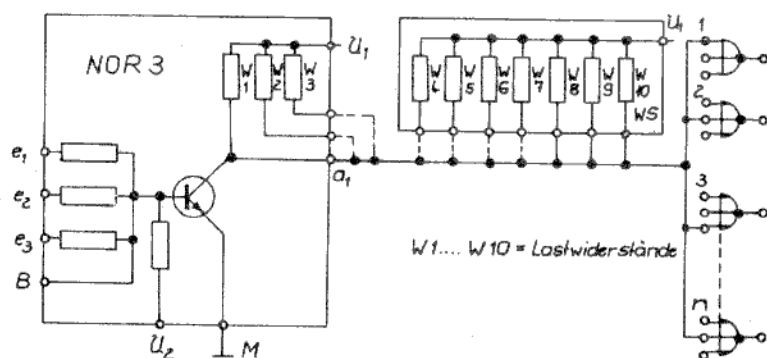 NOR 3
U₁
W 1
W 2
W 3
e₁
e₂
e₃
B
U₂
M
a₁
U₁
W 4
W 5
W 6
W 7
W 8
W 9
W 10
WS
1
2
3
n
W1.... W10 = Lastwiderstände